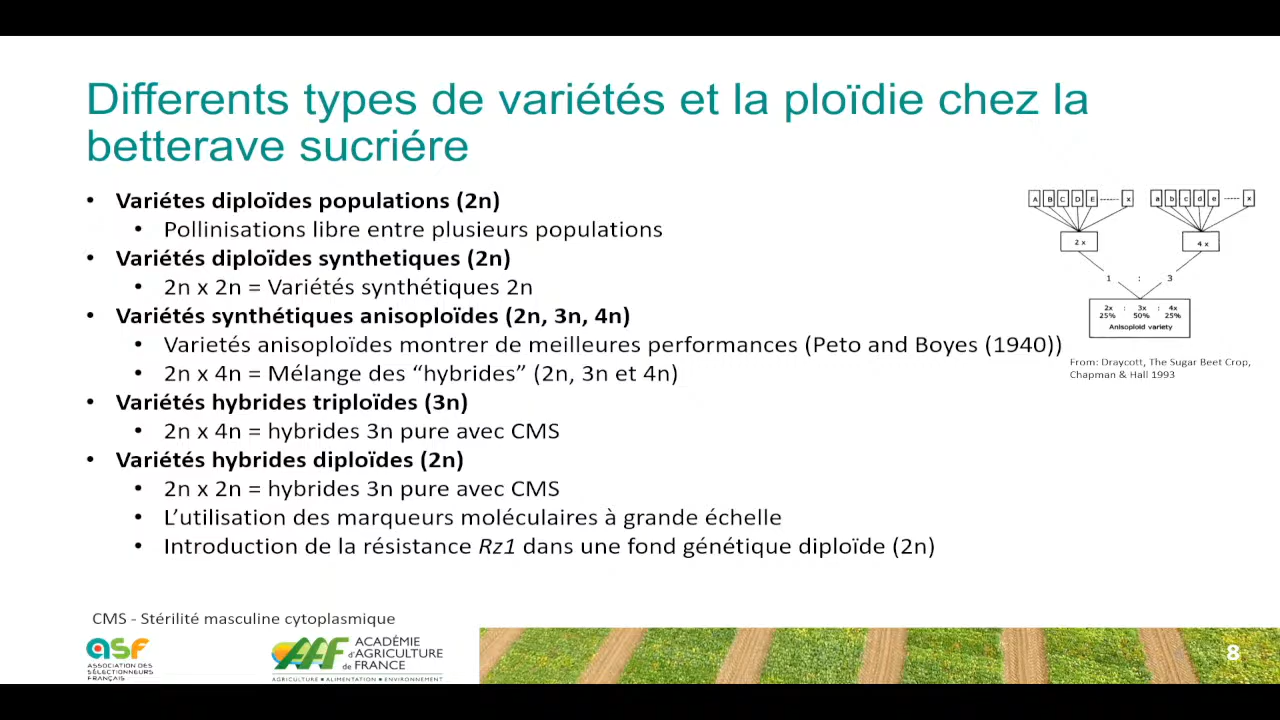 Differents types de variétés et la ploïdie chez la
betterave sucriére
• Variétes diploïdes populations (2n)
• Pollinisations libre entre plusieurs populations
• Variétés diploïdes synthetiques (2n)
• 2n x 2n = Variétés synthétiques 2n
• Variétés synthétiques anisoploïdes (2n, 3n, 4n)
• Varietés anisoploïdes montrer de meilleures performances (Peto and Boyes (1940))
• 2n x 4n = Mélange des “hybrides” (2n, 3n et 4n)
• Variétés hybrides triploïdes (3n)
• 2n x 4n = hybrides 3n pure avec CMS
• Variétés hybrides diploïdes (2n)
• 2n x 2n = hybrides 3n pure avec CMS
• L’utilisation des marqueurs moléculaires à grande échelle
• Introduction de la résistance Rz1 dans une fond génétique diploïde (2n)
A B C D E x a b c d e x
2x 4x
1 : 3
2x : 3x : 4x
25% 50% 25%
Anisoploid variety
From: Draycott, The Sugar Beet Crop,
Chapman & Hall 1993
CMS - Stérilité masculine cytoplasmique
asf
ASSOCIATION DES
SÉLECTIONNEURS
FRANÇAIS
AAF
ACADÉMIE
d'AGRICULTURE
de FRANCE
AGRICULTURE • ALIMENTATION • ENVIRONNEMENT
8